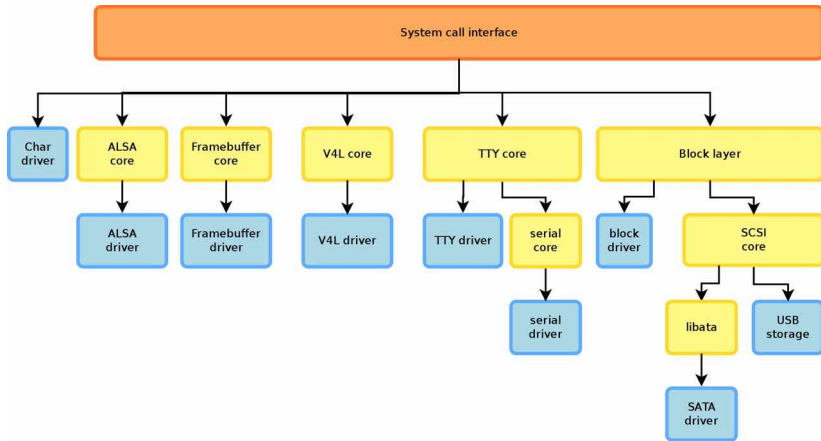 System call interface
Char
driver
ALSA
core
Framebuffer
core
V4L core
TTY core
Block layer
ALSA
driver
Framebuffer
driver
V4L driver
TTY driver
serial
core
block
driver
SCSI
core
serial
driver
libata
USB
storage
SATA
driver